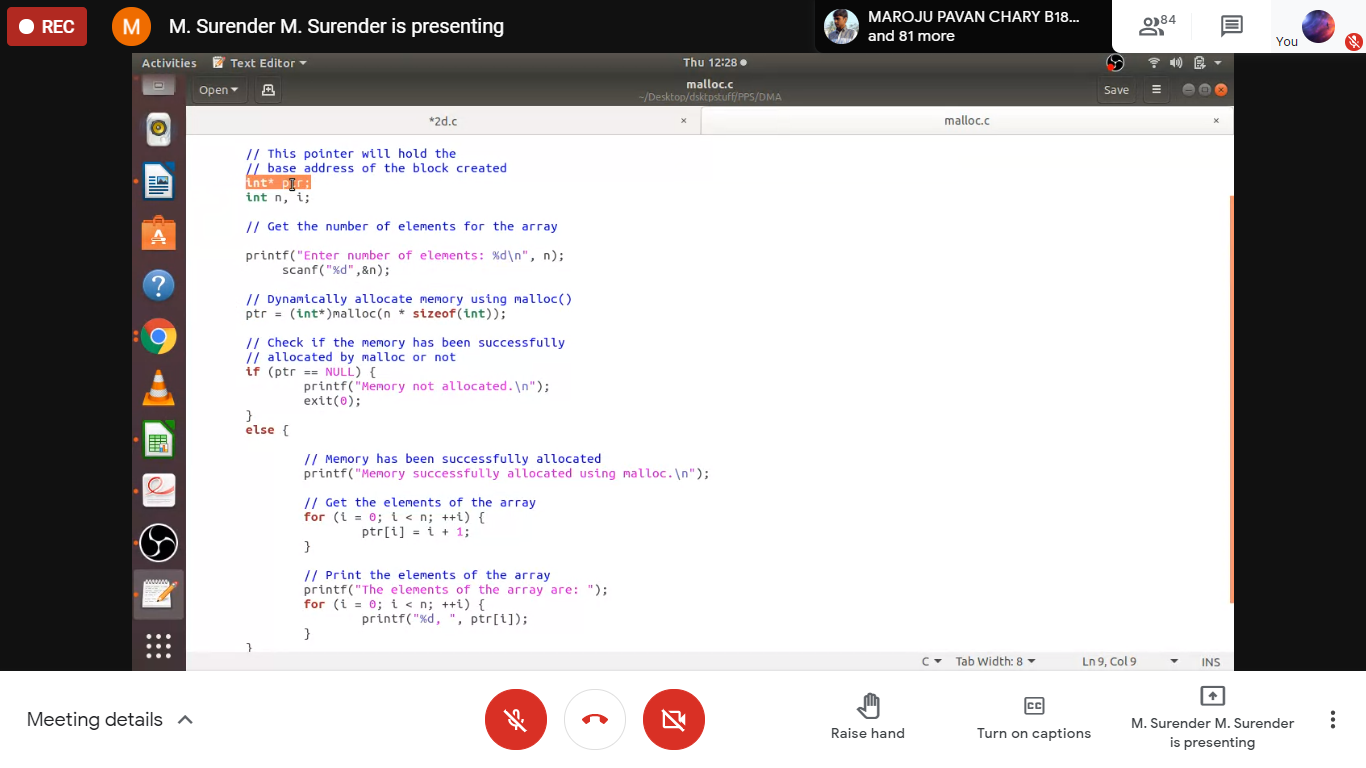 REC
M
M. Surender M. Surender is presenting
MAROJU PAVAN CHARY B18...
and 81 more
84
You
Activities
Text Editor
Thu 12:28
Open
malloc.c
~/Desktop/dsktpstuff/PPS/DMA
Save
*2d.c
malloc.c
// This pointer will hold the
// base address of the block created
int* ptr;
int n, i;
// Get the number of elements for the array
printf("Enter number of elements: %d\n", n);
scanf("%d",&n);
// Dynamically allocate memory using malloc()
ptr = (int*)malloc(n * sizeof(int));
// Check if the memory has been successfully
// allocated by malloc or not
if (ptr == NULL) {
printf("Memory not allocated.\n");
exit(0);
}
else {
// Memory has been successfully allocated
printf("Memory successfully allocated using malloc.\n");
// Get the elements of the array
for (i = 0; i < n; ++i) {
ptr[i] = i + 1;
}
// Print the elements of the array
printf("The elements of the array are: ");
for (i = 0; i < n; ++i) {
printf("%d, ", ptr[i]);
}
}
C
Tab Width: 8
Ln 9, Col 9
INS
Meeting details
Raise hand
CC
Turn on captions
M. Surender M. Surender
is presenting